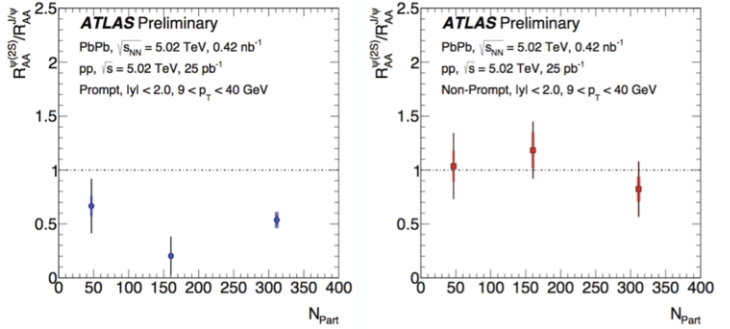 R_AA^ψ(2S)/R_AA^J/ψ
2.5
2
1.5
1
0.5
0
ATLAS Preliminary
PbPb, √s_NN = 5.02 TeV, 0.42 nb⁻¹
pp, √s = 5.02 TeV, 25 pb⁻¹
Prompt, |y| < 2.0, 9 < p_T < 40 GeV
0 50 100 150 200 250 300 350 400
N_Part
R_AA^ψ(2S)/R_AA^J/ψ
2.5
2
1.5
1
0.5
0
ATLAS Preliminary
PbPb, √s_NN = 5.02 TeV, 0.42 nb⁻¹
pp, √s = 5.02 TeV, 25 pb⁻¹
Non-Prompt, |y| < 2.0, 9 < p_T < 40 GeV
0 50 100 150 200 250 300 350 400
N_Part